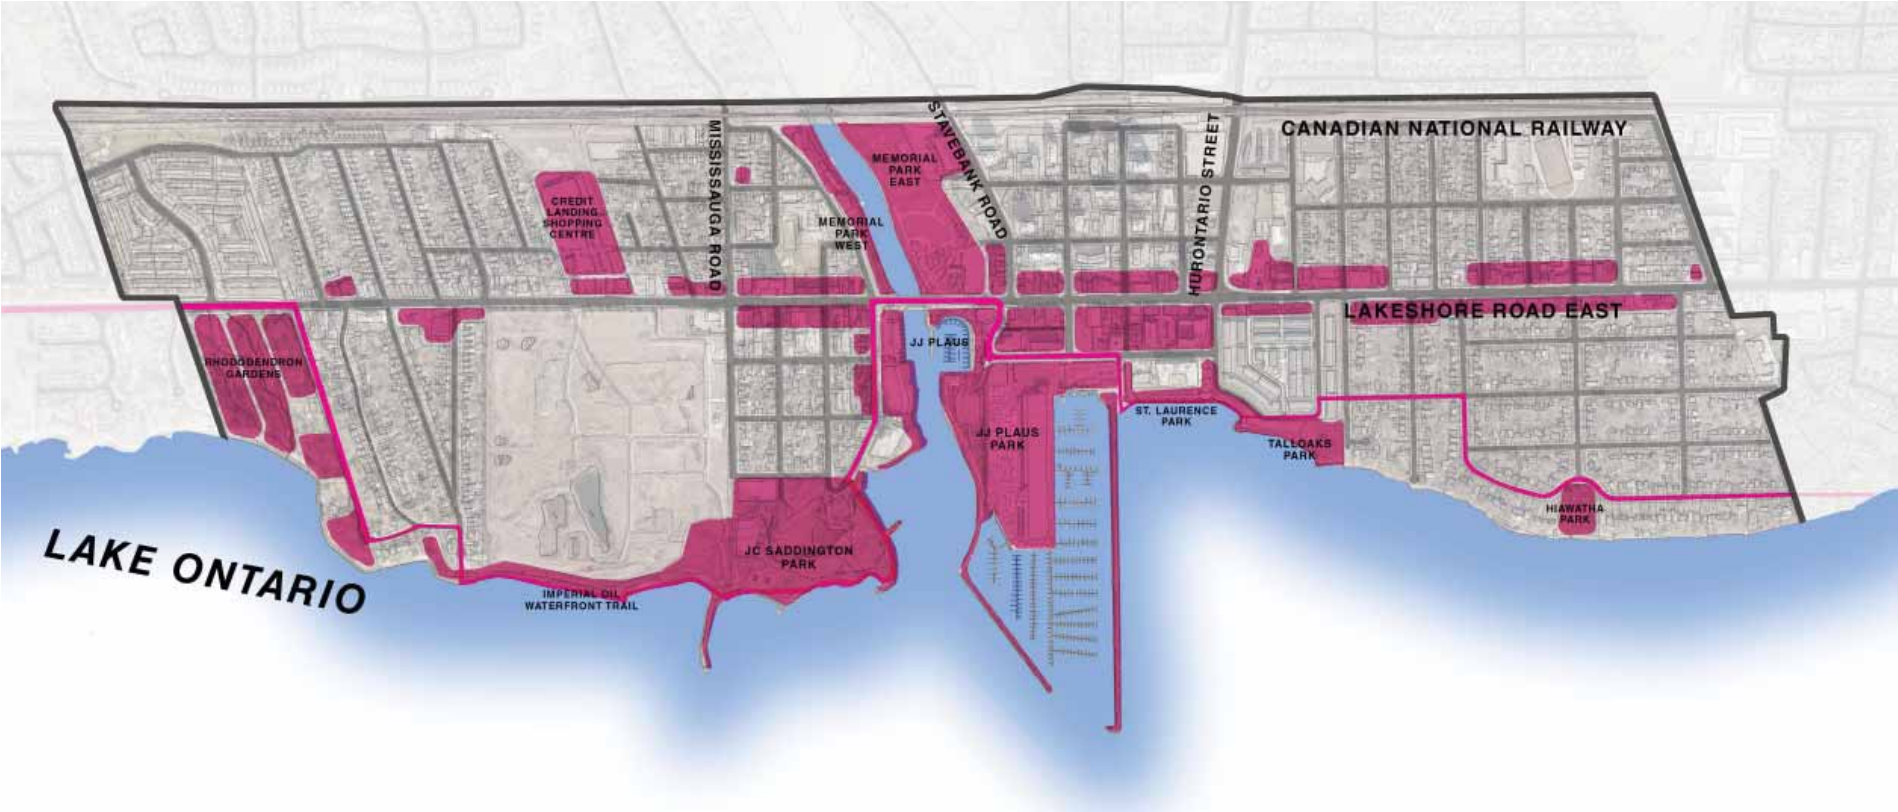 CANADIAN NATIONAL RAILWAY
STAVEBANK ROAD
MISSISSAUGA ROAD
HURONTARIO STREET
MEMORIAL
PARK
EAST
CREDIT
LANDING
SHOPPING
CENTRE
MEMORIAL
PARK
WEST
LAKESHORE ROAD EAST
JJ PLAUS
RHODODENDRON
GARDENS
ST. LAURENCE
PARK
JJ PLAUS
PARK
TALLOAKS
PARK
HIAWATHA
PARK
JC SADDINGTON
PARK
LAKE ONTARIO
IMPERIAL OIL
WATERFRONT TRAIL